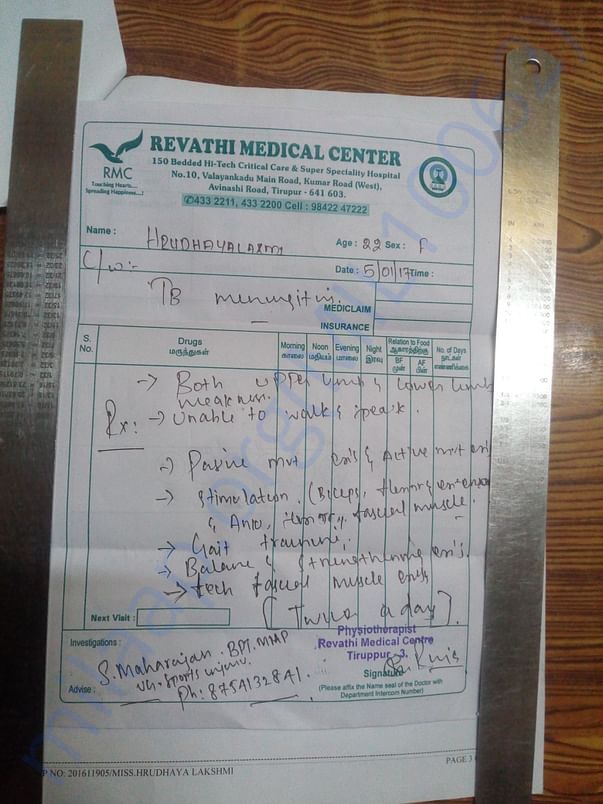 REVATHI MEDICAL CENTER
150 Bedded Hi-Tech Critical Care & Super Speciality Hospital
No.10, Valayankadu Main Road, Kumar Road (West),
Avinashi Road, Tirupur - 641 603.
✆433 2211, 433 2200 Cell : 98422 47222
RMC
Touching Hearts....
Spreading Happiness...!
Name : HRUDHAYALAXMI Age : 22 Sex : F
Date : 5/01/17 Time :
C/w:-
TB meningitis.
MEDICLAIM
INSURANCE
S. No. Drugs மருந்துகள் Morning காலை Noon மதியம் Evening மாலை Night இரவு Relation to Food ஆகாரத்திற்கு BF முன் AF பின் No. of Days நாட்கள் எண்ணிக்கை
-> Both upper limb & Lower limb
weakness.
Rx: -> Unable to walk & speak.
-> Passive mvt & Active mvt
-> Stimulation. (Biceps,
& facial muscle.
-> Gait training.
-> Balance & strengthening
-> facial muscle
(Twice a day).
Next Visit :
Physiotherapist
Revathi Medical Centre
Tiruppur - 3.
Investigations :
S. Maharajan. BPT. MIAP
Sports
Advise : Ph: 8754132841.
Signature
(Please affix the Name seal of the Doctor with
Department Intercom Number)
P NO: 201611905/MISS.HRUDHAYA LAKSHMI
PAGE 3